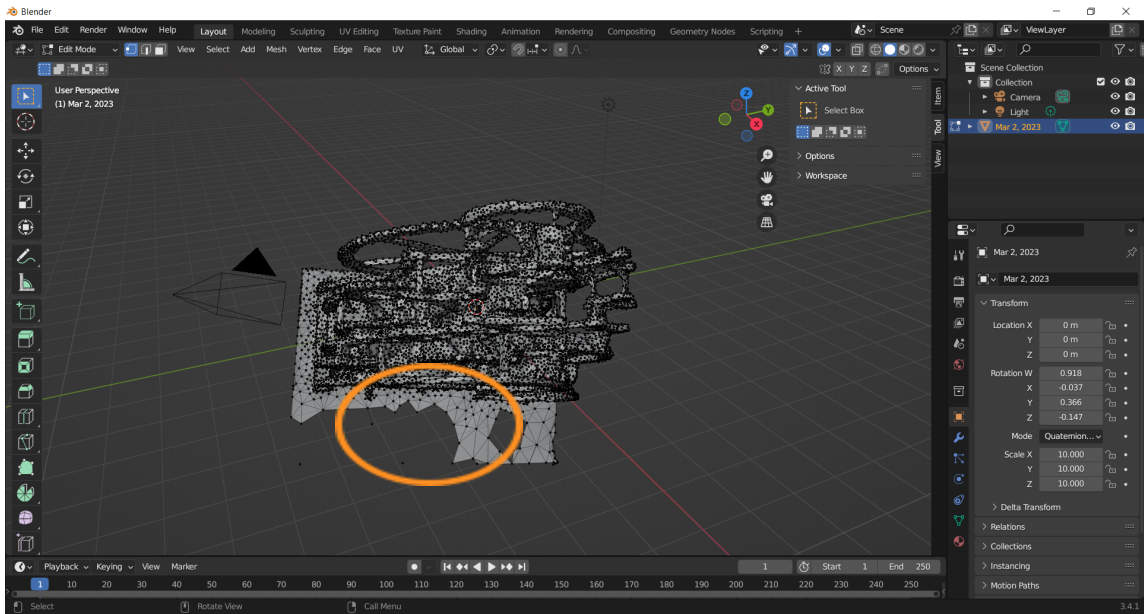 Blender
File Edit Render Window Help Layout Modeling Sculpting UV Editing Texture Paint Shading Animation Rendering Compositing Geometry Nodes Scripting + Scene ViewLayer
Edit Mode View Select Add Mesh Vertex Edge Face UV Global
X Y Z Options
User Perspective
(1) Mar 2, 2023
Z
Y
X
Active Tool
Select Box
Options
Workspace
Item
Tool
View
Scene Collection
Collection
Camera
Light
Mar 2, 2023
Mar 2, 2023
Mar 2, 2023
Transform
Location X 0 m
Y 0 m
Z 0 m
Rotation W 0.918
X -0.037
Y 0.366
Z -0.147
Mode Quaternion...
Scale X 10.000
Y 10.000
Z 10.000
Delta Transform
Relations
Collections
Instancing
Motion Paths
Playback Keying View Marker 1 Start 1 End 250
1 10 20 30 40 50 60 70 80 90 100 110 120 130 140 150 160 170 180 190 200 210 220 230 240 250
Select Rotate View Call Menu 3.4.1